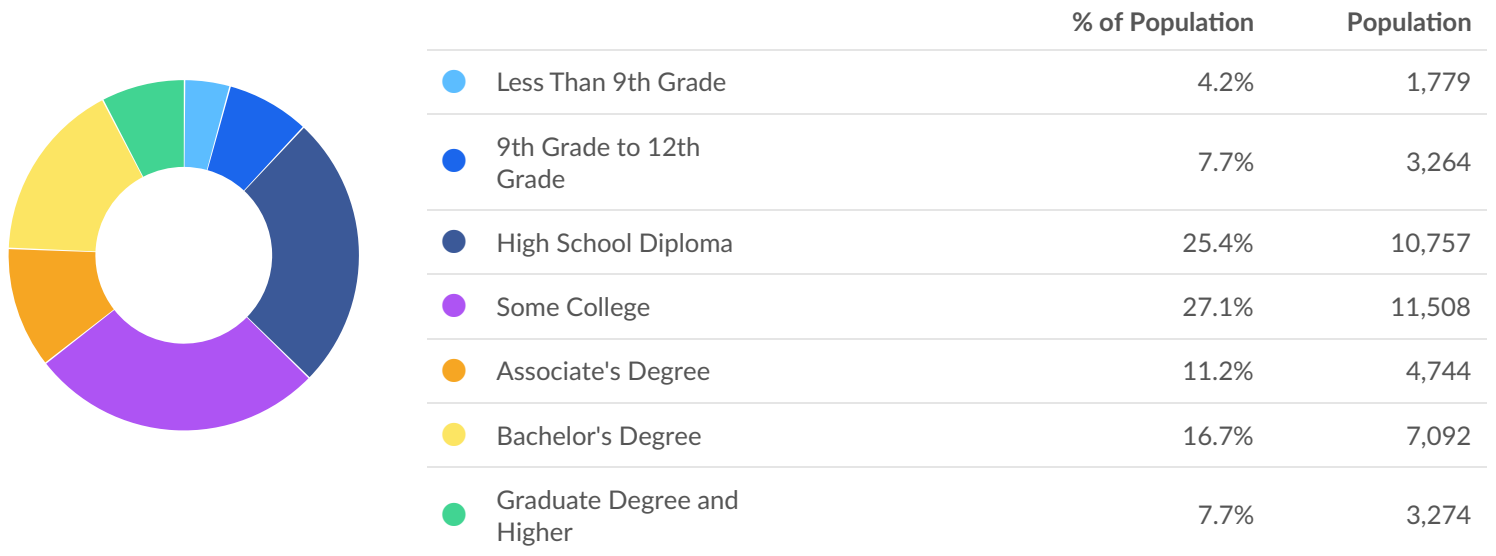 % of Population Population
Less Than 9th Grade 4.2% 1,779
9th Grade to 12th
Grade 7.7% 3,264
High School Diploma 25.4% 10,757
Some College 27.1% 11,508
Associate's Degree 11.2% 4,744
Bachelor's Degree 16.7% 7,092
Graduate Degree and
Higher 7.7% 3,274